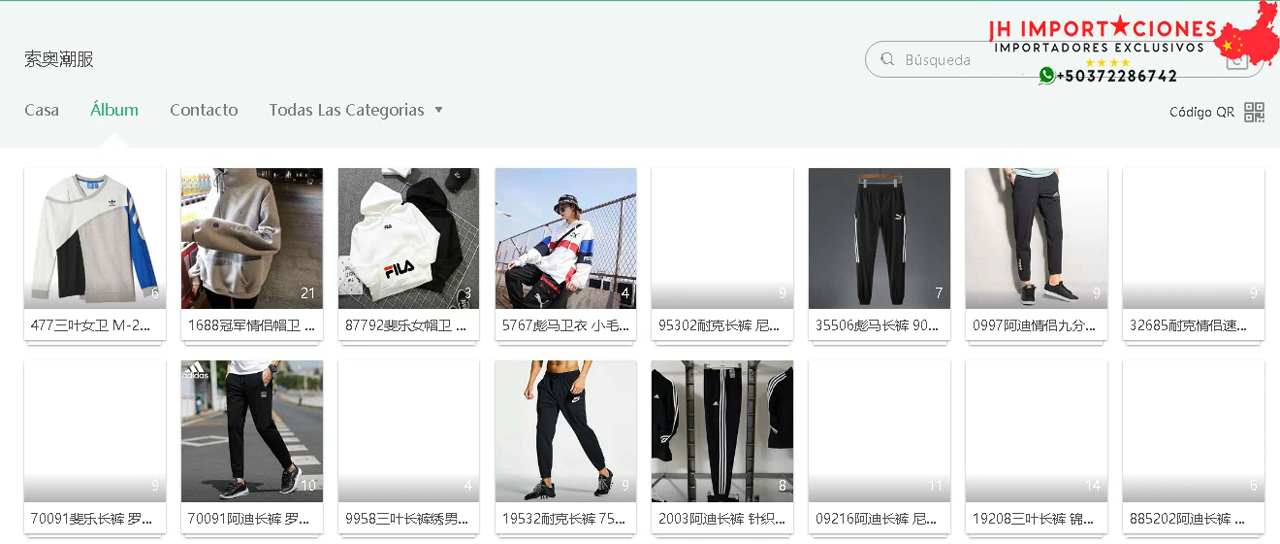 JH IMPORT★CIONES
IMPORTADORES EXCLUSIVOS
+50372286742
索奥潮服
Búsqueda
Casa Álbum Contacto Todas Las Categorias
Código QR
6 21 3 4 9 7 9 9
477三叶女卫 M-2... 1688冠军情侣帽卫 ... 87792斐乐女帽卫 ... 5767彪马卫衣 小毛... 95302耐克长裤 尼... 35506彪马长裤 90... 0997阿迪情侣九分... 32685耐克情侣速...
9 10 4 9 8 11 14 6
70091斐乐长裤 罗... 70091阿迪长裤 罗... 9958三叶长裤绣男... 19532耐克长裤 75... 2003阿迪长裤 针织... 09216阿迪长裤 尼... 19208三叶长裤 锦... 885202阿迪长裤 ...
FILA
adidas